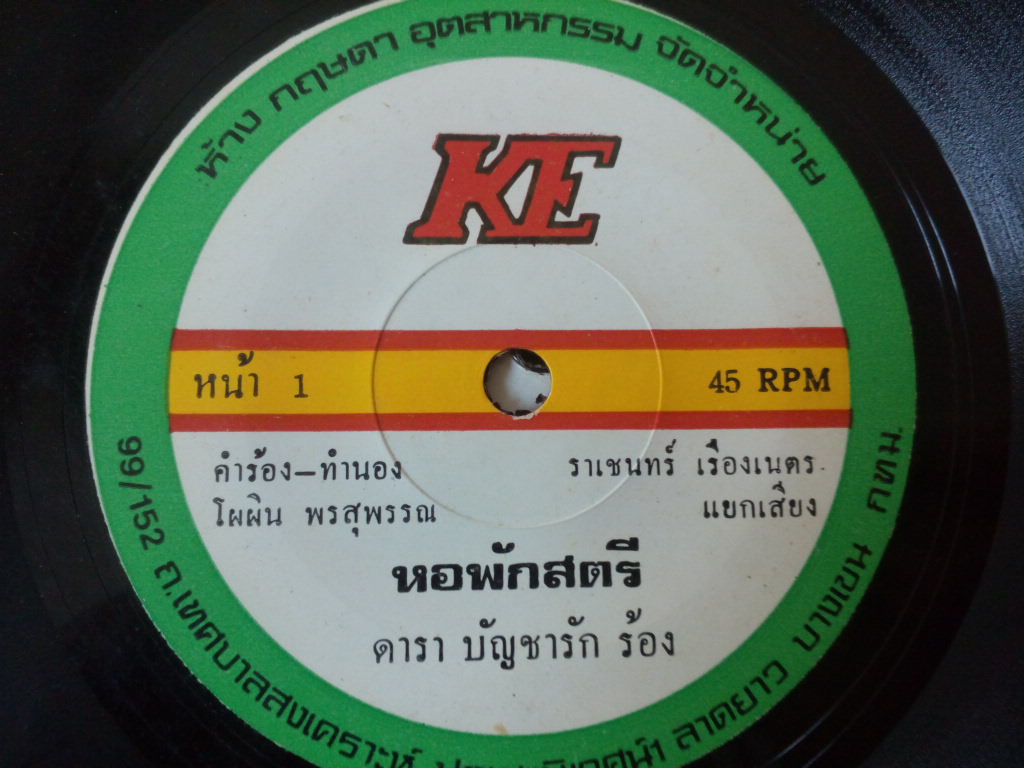 ห้าง กฤษดา อุตสาหกรรม จัดจำหน่าย
KE
หน้า 1
45 RPM
คำร้อง-ทำนอง
โผผิน พรสุพรรณ
ราเชนทร์ เรืองเนตร
แยกเสียง
หอพักสตรี
ดารา บัญชารัก ร้อง
99/152 ถ.เทศบาลสงเคราะห์ ลาดยาว บางเขน กทม.